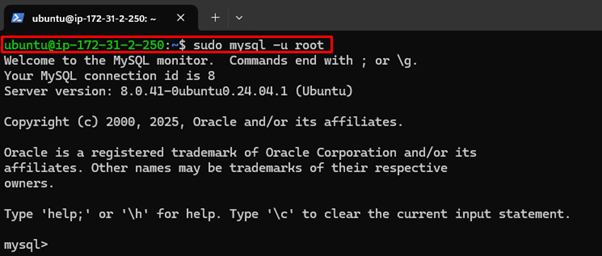 ubuntu@ip-172-31-2-250: ~
ubuntu@ip-172-31-2-250:~$ sudo mysql -u root
Welcome to the MySQL monitor.  Commands end with ; or \g.
Your MySQL connection id is 8
Server version: 8.0.41-0ubuntu0.24.04.1 (Ubuntu)
Copyright (c) 2000, 2025, Oracle and/or its affiliates.
Oracle is a registered trademark of Oracle Corporation and/or its
affiliates. Other names may be trademarks of their respective
owners.
Type 'help;' or '\h' for help. Type '\c' to clear the current input statement.
mysql>